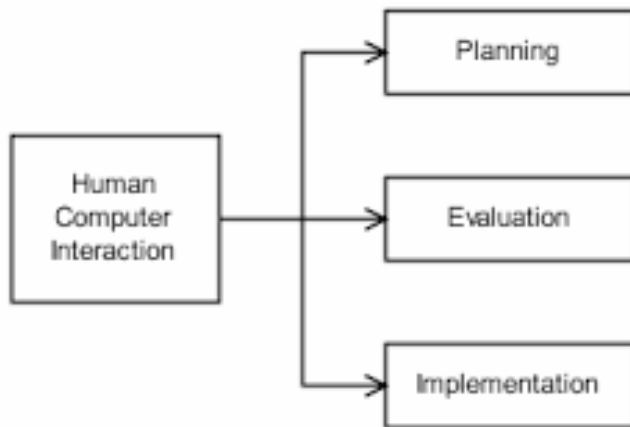 Planning
Human
Computer
Interaction
Evaluation
Implementation